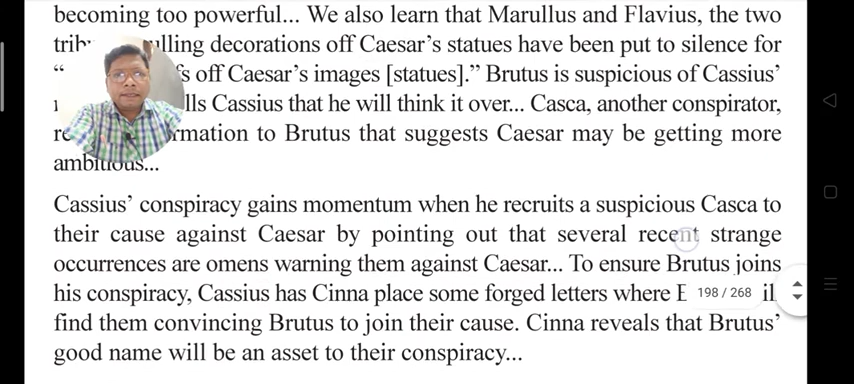 becoming too powerful... We also learn that Marullus and Flavius, the two
pulling decorations off Caesar's statues have been put to silence for
“ off Caesar's images [statues].” Brutus is suspicious of Cassius'
Cassius that he will think it over... Casca, another conspirator,
to Brutus that suggests Caesar may be getting more
ambitious...
Cassius' conspiracy gains momentum when he recruits a suspicious Casca to
their cause against Caesar by pointing out that several recent strange
occurrences are omens warning them against Caesar... To ensure Brutus joins
his conspiracy, Cassius has Cinna place some forged letters where
198 / 268
find them convincing Brutus to join their cause. Cinna reveals that Brutus'
good name will be an asset to their conspiracy...